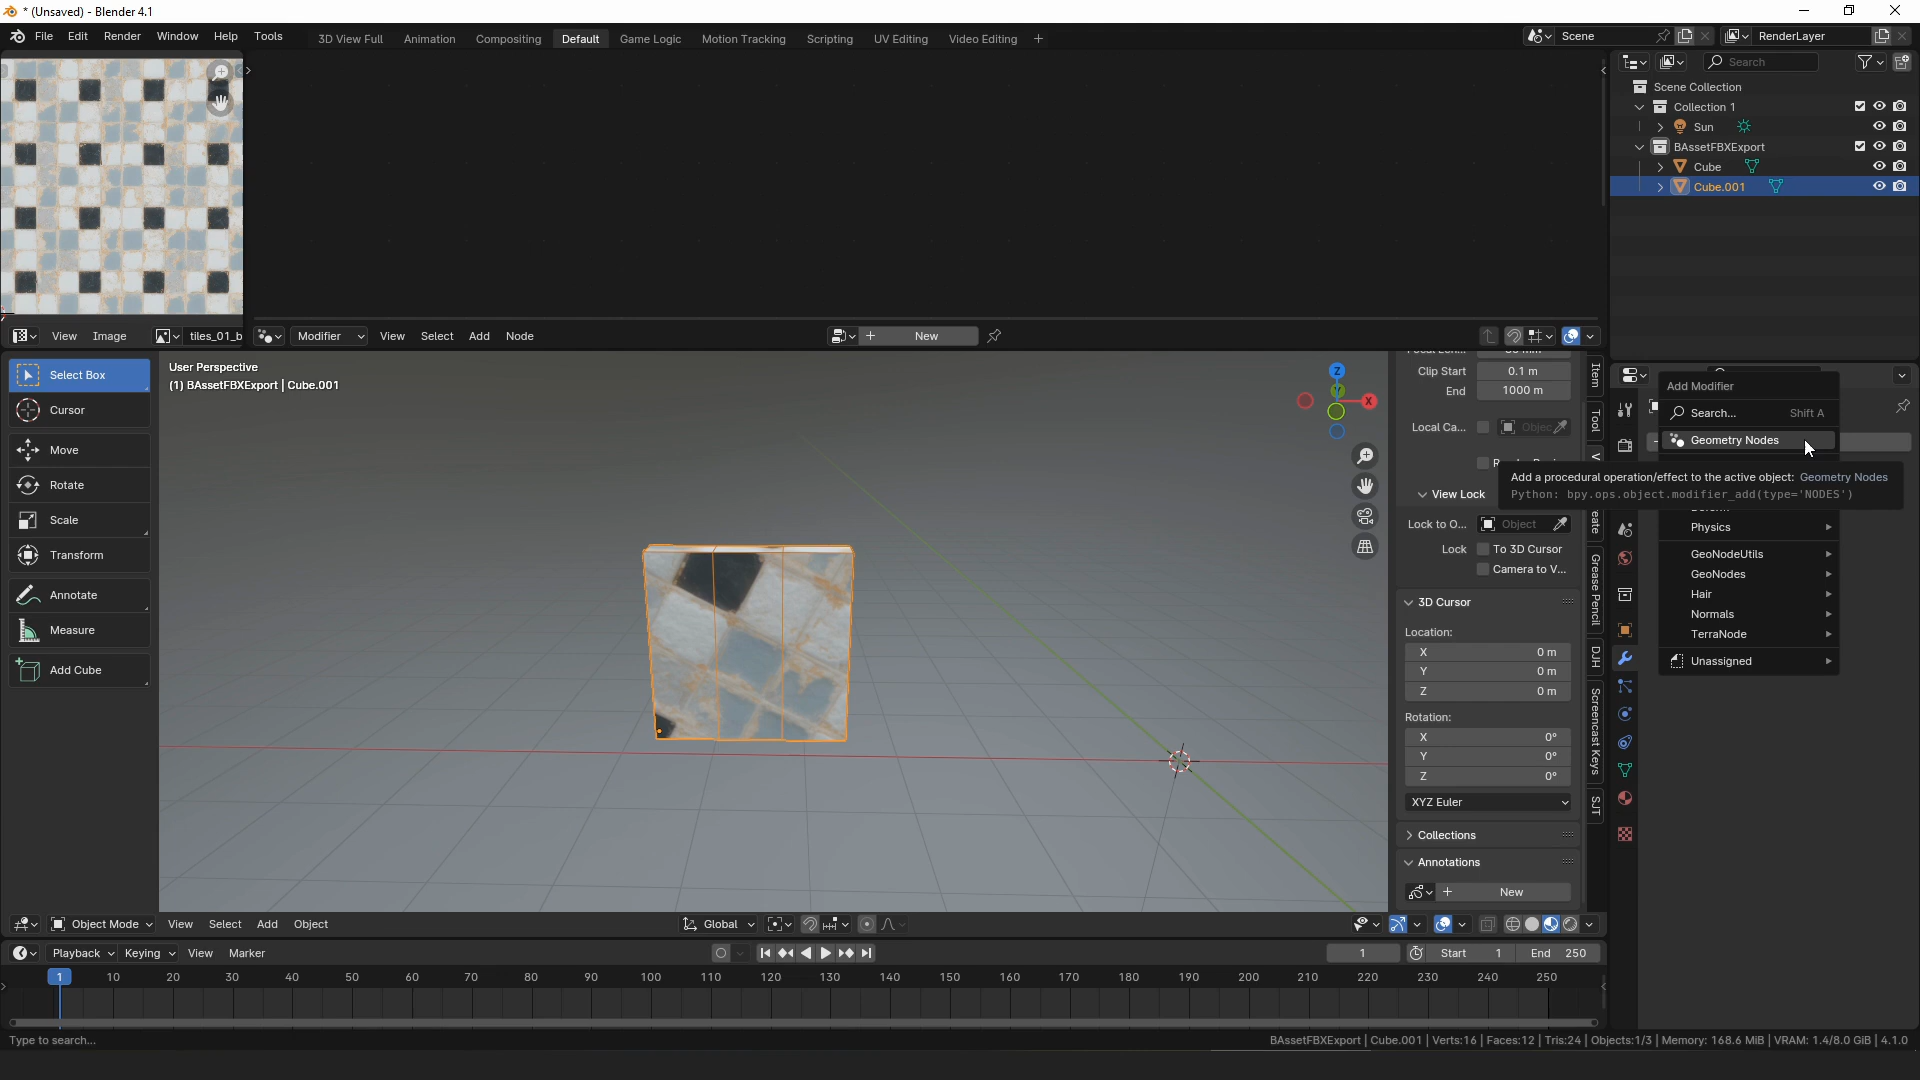 * (Unsaved) - Blender 4.1
File Edit Render Window Help Tools
3D View Full Animation Compositing Default Game Logic Motion Tracking Scripting UV Editing Video Editing +
Scene
RenderLayer
Search
Scene Collection
Collection 1
Sun
BAssetFBXExport
Cube
Cube.001
View Image tiles_01_b
Modifier View Select Add Node
New
Select Box
Cursor
Move
Rotate
Scale
Transform
Annotate
Measure
Add Cube
User Perspective
(1) BAssetFBXExport | Cube.001
Z
Y
X
Clip Start 0.1 m
End 1000 m
Local Ca... Objec
View Lock
Lock to O... Object
Lock To 3D Cursor
Camera to V...
3D Cursor
Location:
X 0 m
Y 0 m
Z 0 m
Rotation:
X 0°
Y 0°
Z 0°
XYZ Euler
Collections
Annotations
New
Item
Tool
Grease Pencil
DJH
Screencast Keys
SJT
Add Modifier
Search... Shift A
Geometry Nodes
Add a procedural operation/effect to the active object: Geometry Nodes
Python: bpy.ops.object.modifier_add(type='NODES')
Physics
GeoNodeUtils
GeoNodes
Hair
Normals
TerraNode
Unassigned
Object Mode View Select Add Object
Global
Playback Keying View Marker
1
Start 1
End 250
1 10 20 30 40 50 60 70 80 90 100 110 120 130 140 150 160 170 180 190 200 210 220 230 240 250
Type to search...
BAssetFBXExport | Cube.001 | Verts:16 | Faces:12 | Tris:24 | Objects:1/3 | Memory: 168.6 MiB | VRAM: 1.4/8.0 GiB | 4.1.0